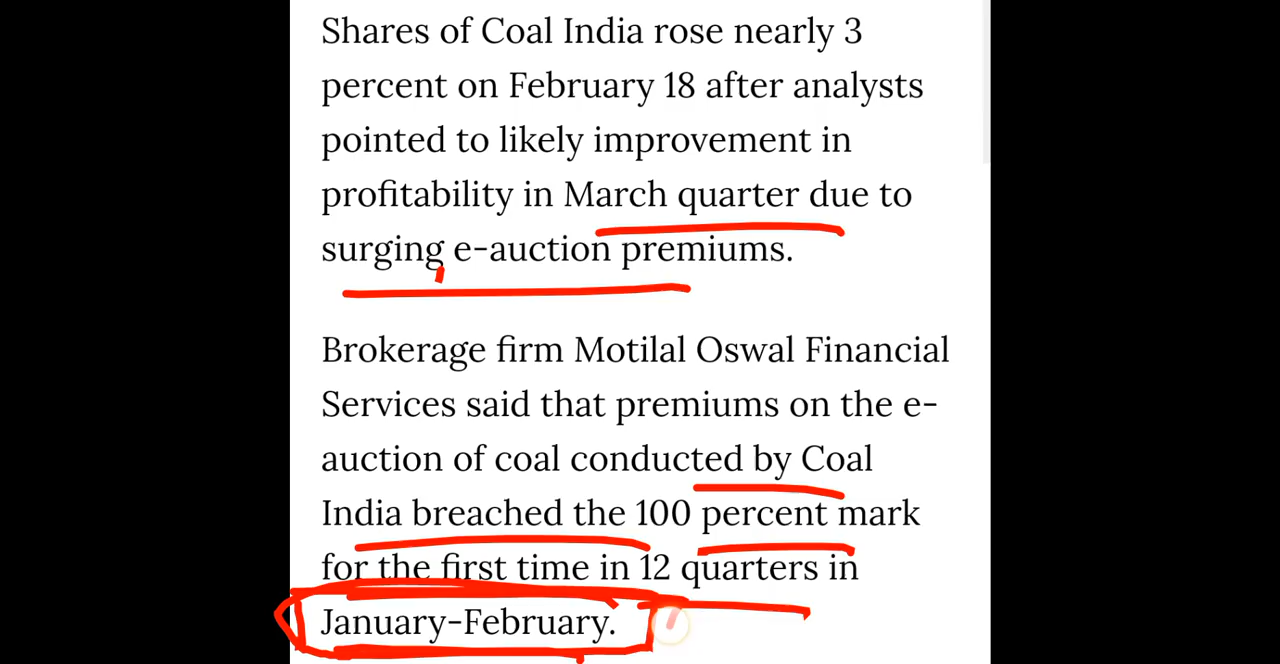 Shares of Coal India rose nearly 3
percent on February 18 after analysts
pointed to likely improvement in
profitability in March quarter due to
surging e-auction premiums.
Brokerage firm Motilal Oswal Financial
Services said that premiums on the e-
auction of coal conducted by Coal
India breached the 100 percent mark
for the first time in 12 quarters in
January-February.